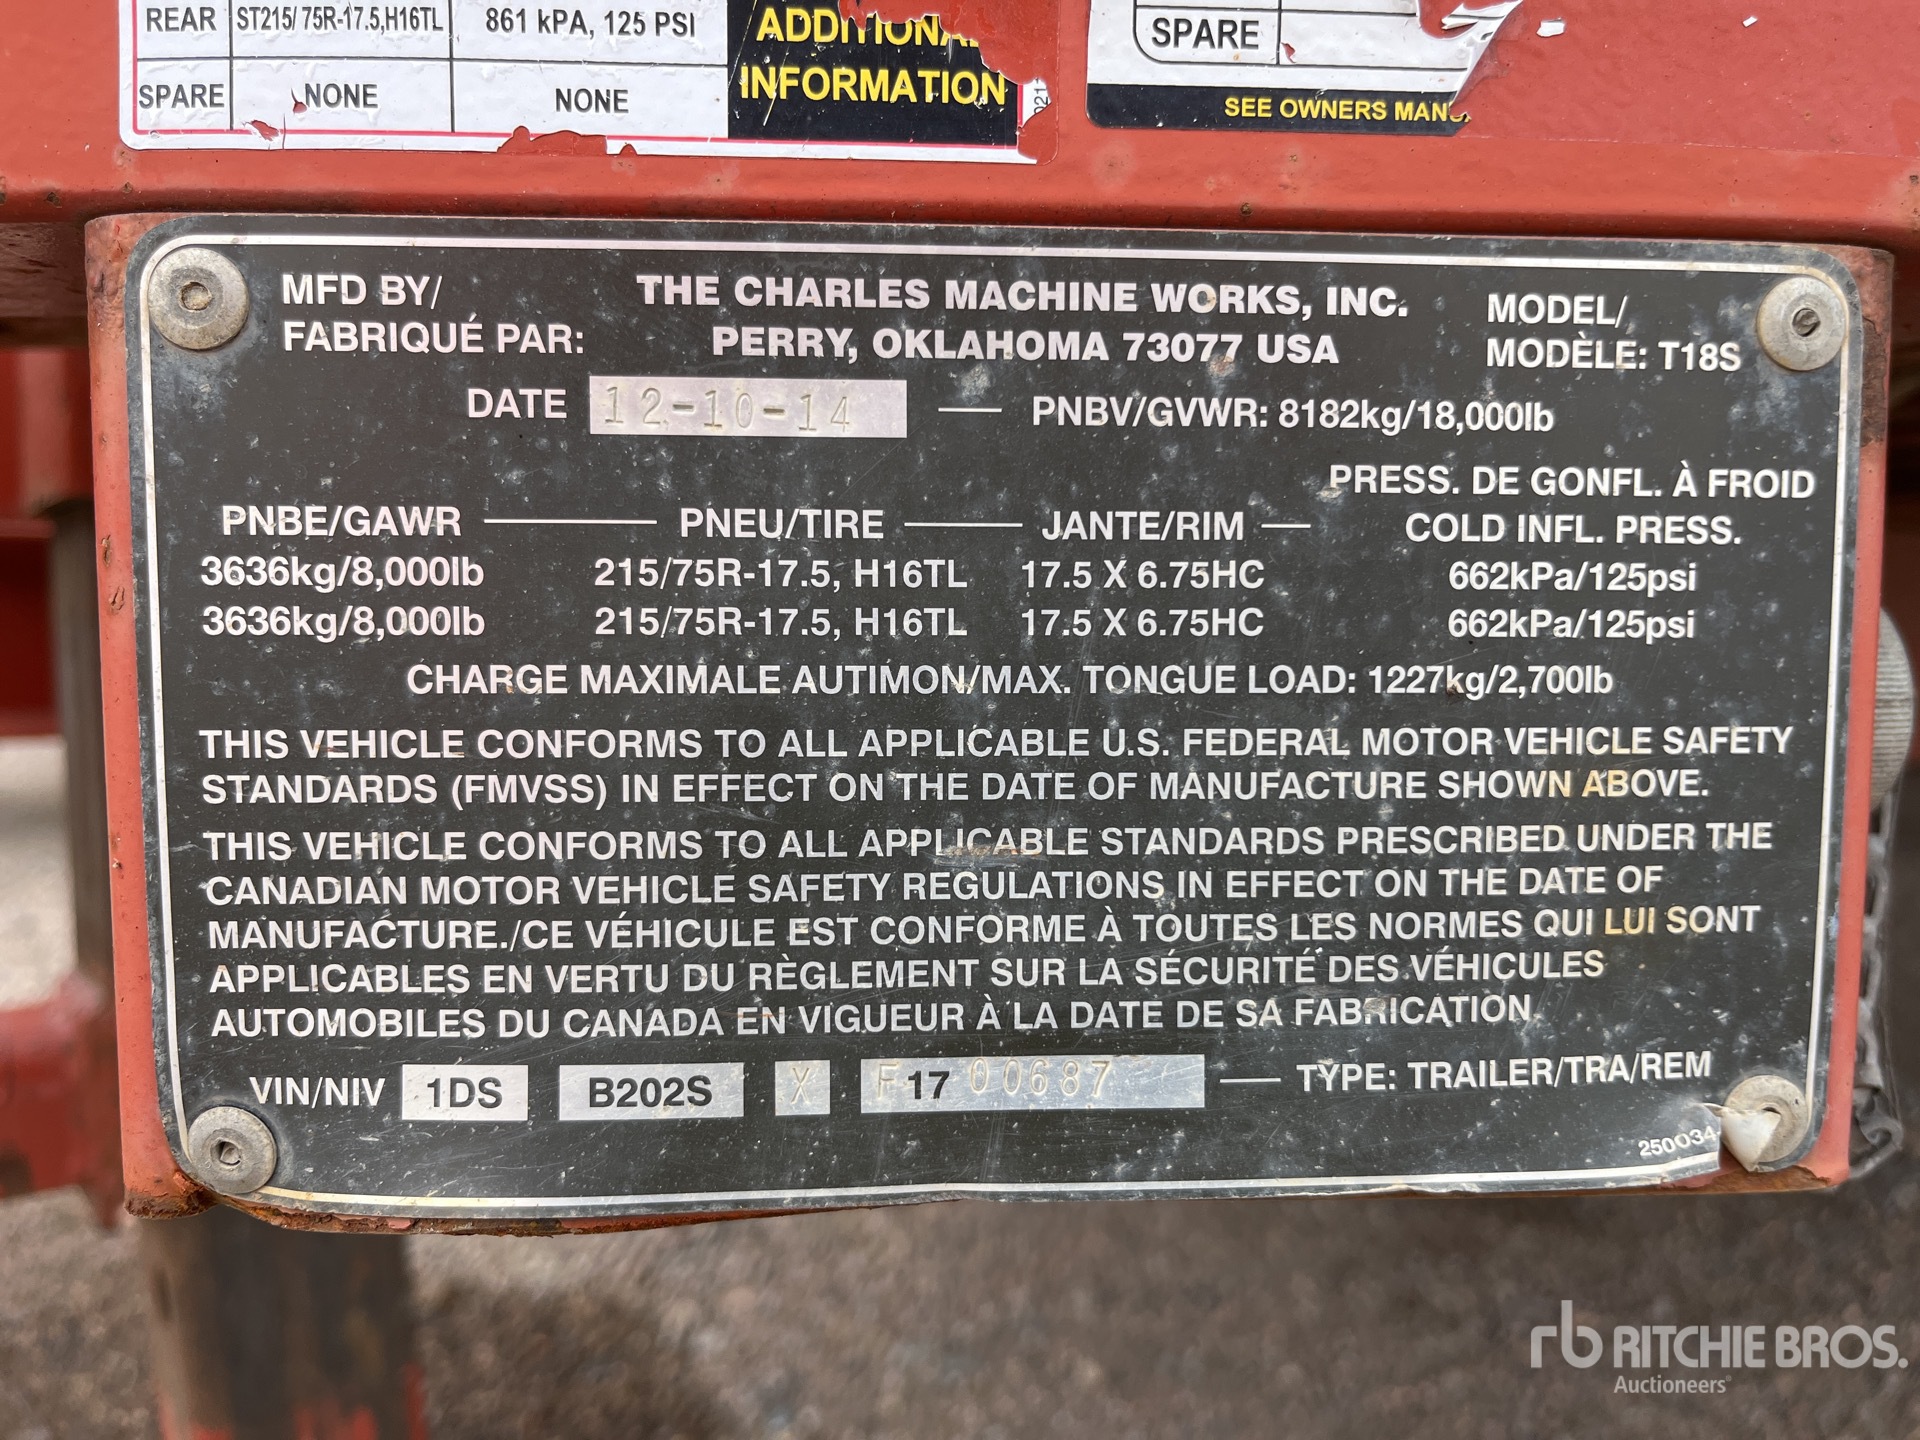 REAR ST215/ 75R-17.5,H16TL 861 kPA, 125 PSI
SPARE NONE NONE
ADDITIONAL
INFORMATION
SPARE
SEE OWNERS
MFD BY/
FABRIQUÉ PAR:
THE CHARLES MACHINE WORKS, INC.
PERRY, OKLAHOMA 73077 USA
MODEL/
MODÈLE: T18S
DATE 12-10-14 — PNBV/GVWR: 8182kg/18,000lb
PRESS. DE GONFL. À FROID
PNBE/GAWR — PNEU/TIRE — JANTE/RIM — COLD INFL. PRESS.
3636kg/8,000lb 215/75R-17.5, H16TL 17.5 X 6.75HC 662kPa/125psi
3636kg/8,000lb 215/75R-17.5, H16TL 17.5 X 6.75HC 662kPa/125psi
CHARGE MAXIMALE AUTIMON/MAX. TONGUE LOAD: 1227kg/2,700lb
THIS VEHICLE CONFORMS TO ALL APPLICABLE U.S. FEDERAL MOTOR VEHICLE SAFETY
STANDARDS (FMVSS) IN EFFECT ON THE DATE OF MANUFACTURE SHOWN ABOVE.
THIS VEHICLE CONFORMS TO ALL APPLICABLE STANDARDS PRESCRIBED UNDER THE
CANADIAN MOTOR VEHICLE SAFETY REGULATIONS IN EFFECT ON THE DATE OF
MANUFACTURE./CE VÉHICULE EST CONFORME À TOUTES LES NORMES QUI LUI SONT
APPLICABLES EN VERTU DU RÈGLEMENT SUR LA SÉCURITÉ DES VÉHICULES
AUTOMOBILES DU CANADA EN VIGUEUR À LA DATE DE SA FABRICATION.
VIN/NIV 1DS B202S X F17 00687 — TYPE: TRAILER/TRA/REM
250034
rb RITCHIE BROS.
Auctioneers